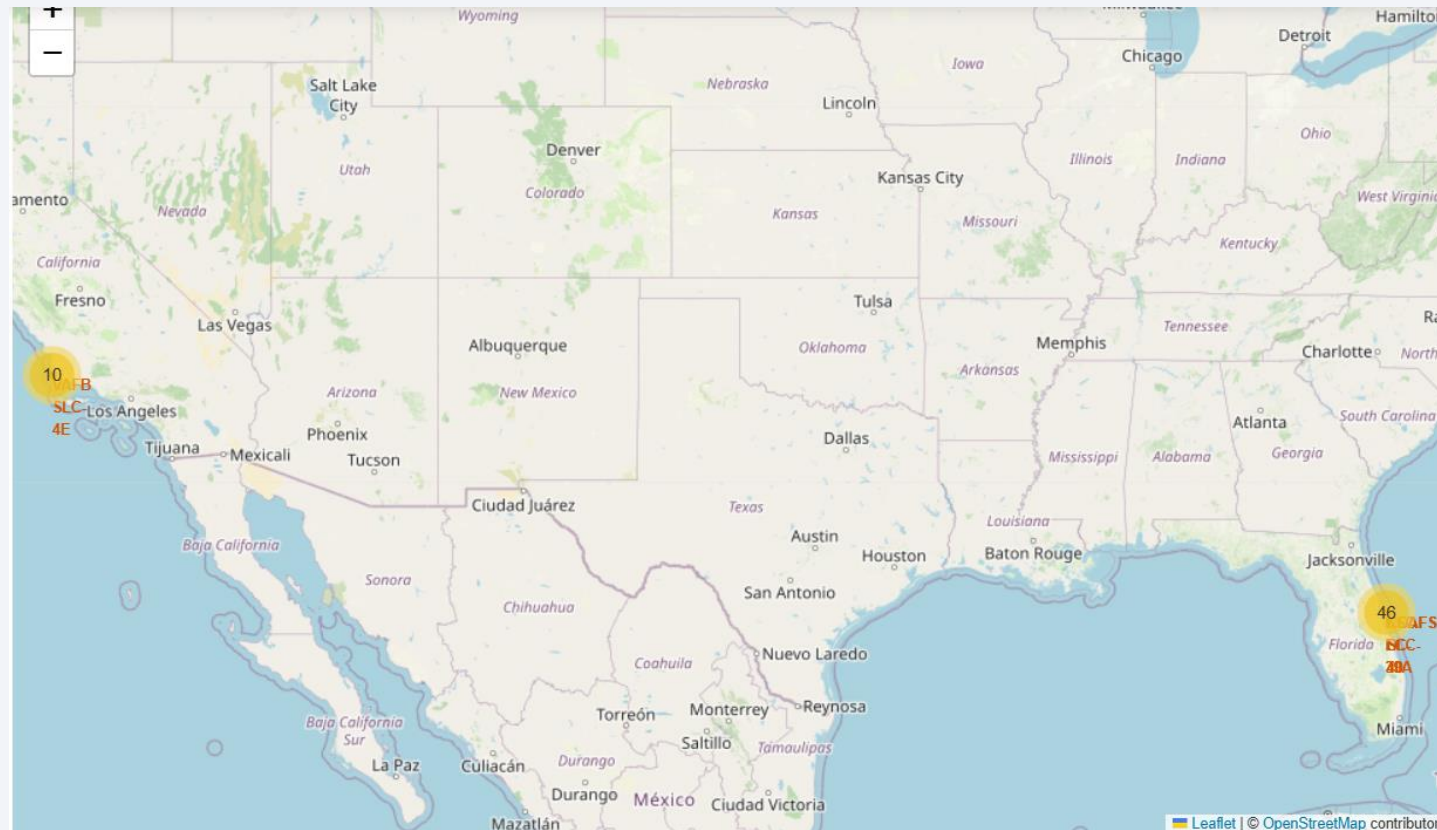 +
−
Wyoming
Hamilto
Detroit
Chicago
Iowa
Nebraska
Salt Lake
City
Lincoln
Ohio
Denver
Utah
Illinois
Indiana
Colorado
Kansas City
West Virginia
amento
Nevada
Kansas
Missouri
Kentucky
California
Fresno
Tulsa
Las Vegas
Tennessee
Albuquerque
Oklahoma
Memphis
Charlotte
North
Arkansas
10
VAFB
SLC-
4E
Los Angeles
Arizona
New Mexico
South Carolina
Atlanta
Phoenix
Dallas
Tijuana
Mexicali
Tucson
Mississippi
Alabama
Georgia
Ciudad Juárez
Texas
Louisiana
Austin
Baja California
Houston
Baton Rouge
Jacksonville
Sonora
San Antonio
Chihuahua
46
Florida
Nuevo Laredo
Coahuila
Torreón
Monterrey
Reynosa
Baja California
Sur
Saltillo
Tamaulipas
Miami
La Paz
Culiacán
Durango
Durango
México
Ciudad Victoria
Mazatlán
Leaflet | © OpenStreetMap contributor